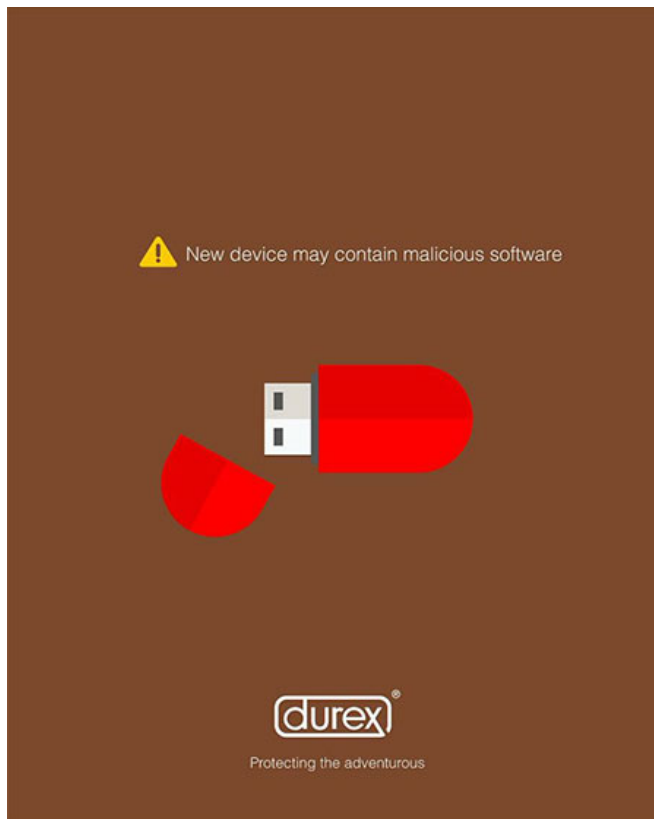 New device may contain malicious software
durex®
Protecting the adventurous